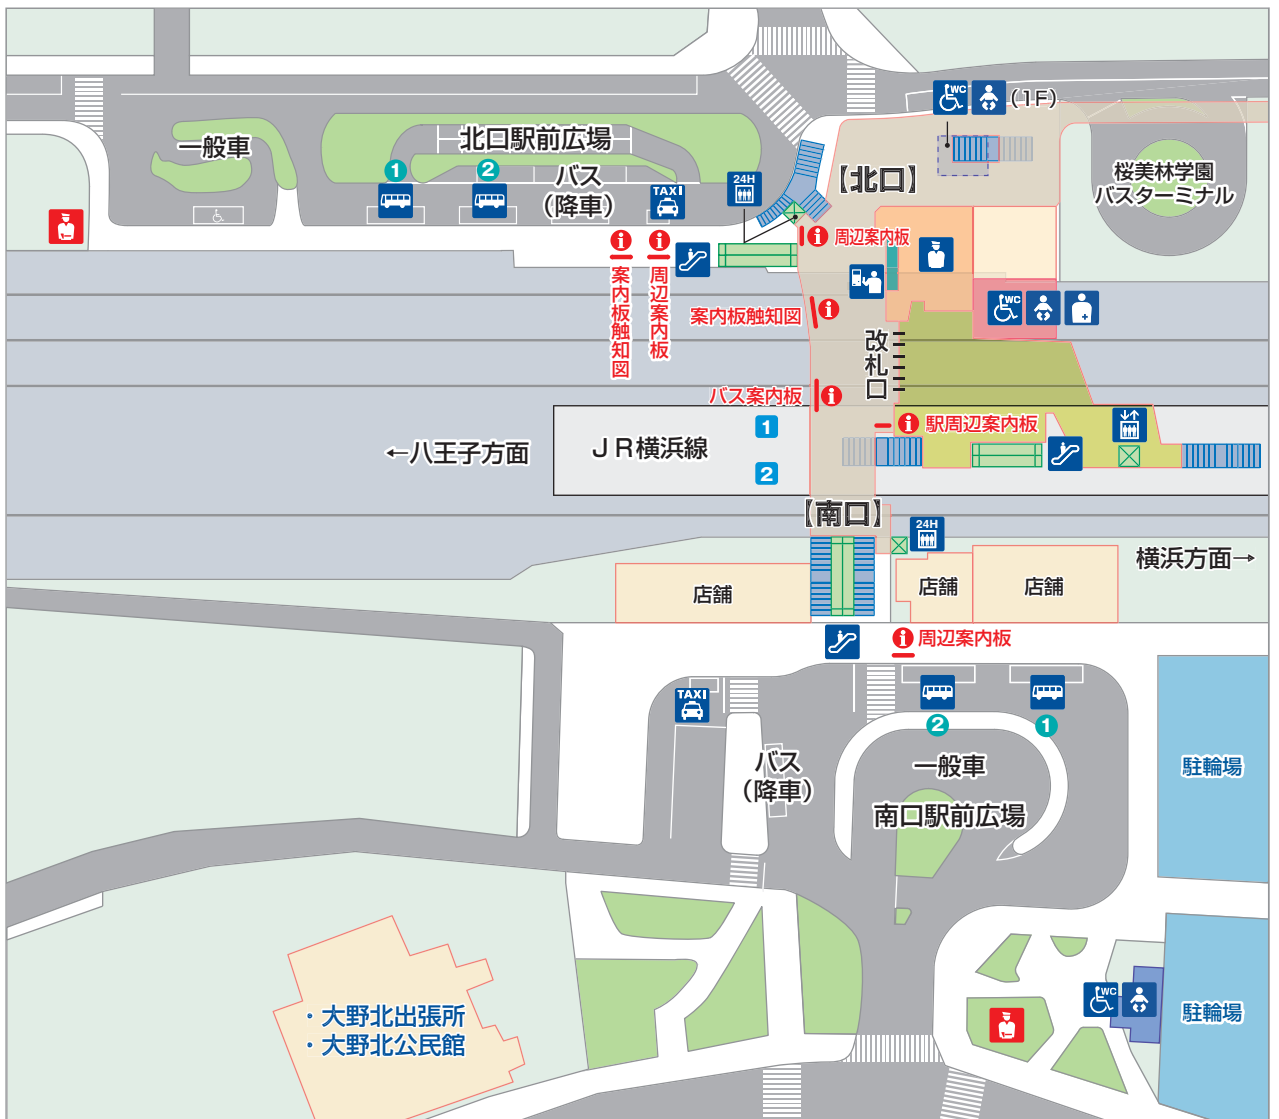 WC
(1F)
一般車
北口駅前広場
1
2
バス
(降車)
TAXI
24H
【北口】
桜美林学園
バスターミナル
案内板触知図
周辺案内板
周辺案内板
案内板触知図
WC
改札口
バス案内板
駅周辺案内板
←八王子方面
JR横浜線
1
2
【南口】
24H
横浜方面→
店舗
店舗
店舗
周辺案内板
TAXI
2
1
バス
(降車)
一般車
南口駅前広場
駐輪場
・大野北出張所
・大野北公民館
WC
駐輪場